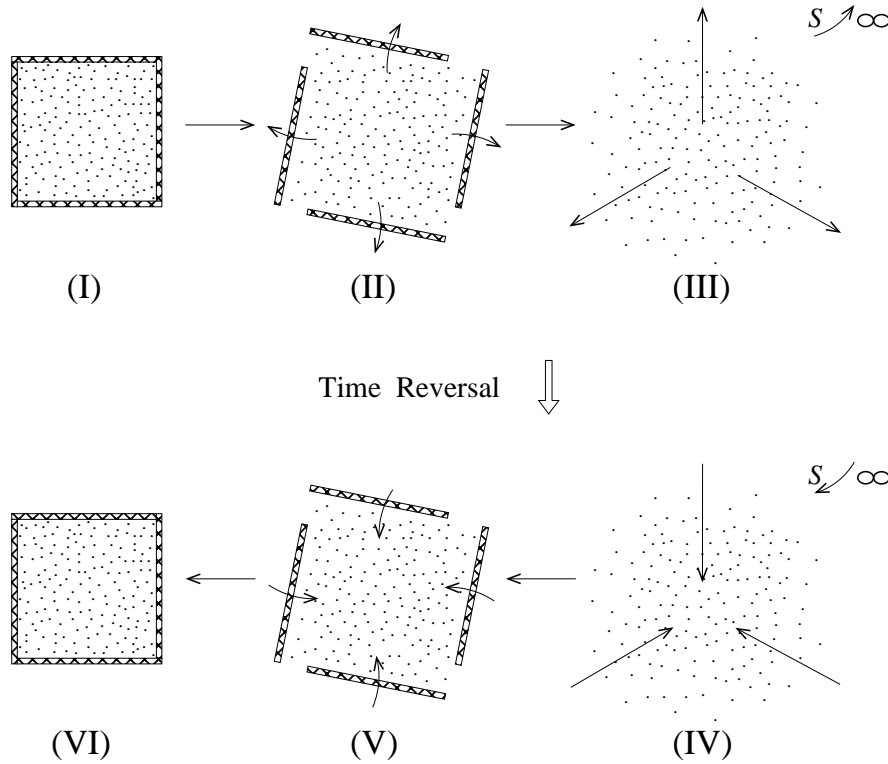 S ∞
(I) (II) (III)
Time Reversal
S ∞
(VI) (V) (IV)